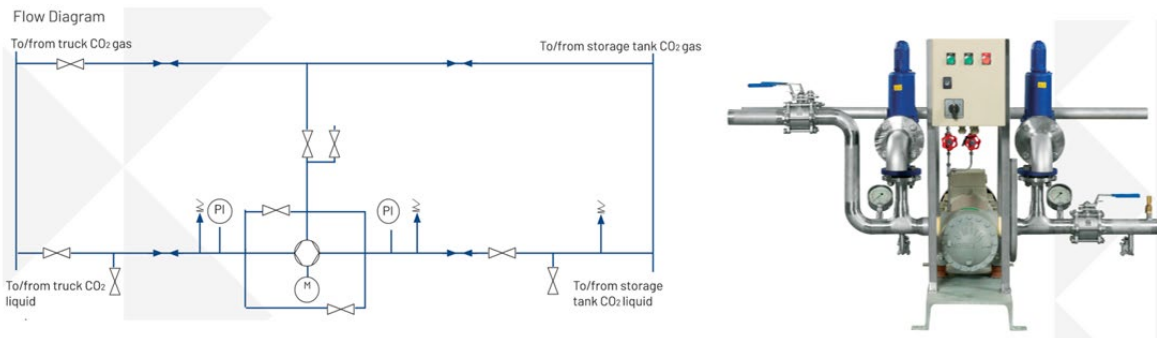 Flow Diagram
To/from truck CO₂ gas
To/from storage tank CO₂ gas
PI
PI
M
To/from truck CO₂
liquid
To/from storage
tank CO₂ liquid